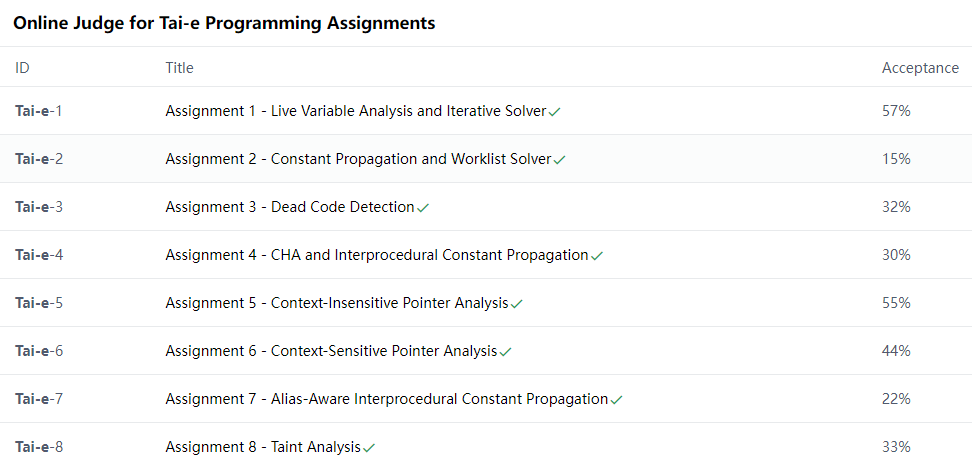 Online Judge for Tai-e Programming Assignments
ID Title Acceptance
Tai-e-1 Assignment 1 - Live Variable Analysis and Iterative Solver✓ 57%
Tai-e-2 Assignment 2 - Constant Propagation and Worklist Solver✓ 15%
Tai-e-3 Assignment 3 - Dead Code Detection✓ 32%
Tai-e-4 Assignment 4 - CHA and Interprocedural Constant Propagation✓ 30%
Tai-e-5 Assignment 5 - Context-Insensitive Pointer Analysis✓ 55%
Tai-e-6 Assignment 6 - Context-Sensitive Pointer Analysis✓ 44%
Tai-e-7 Assignment 7 - Alias-Aware Interprocedural Constant Propagation✓ 22%
Tai-e-8 Assignment 8 - Taint Analysis✓ 33%